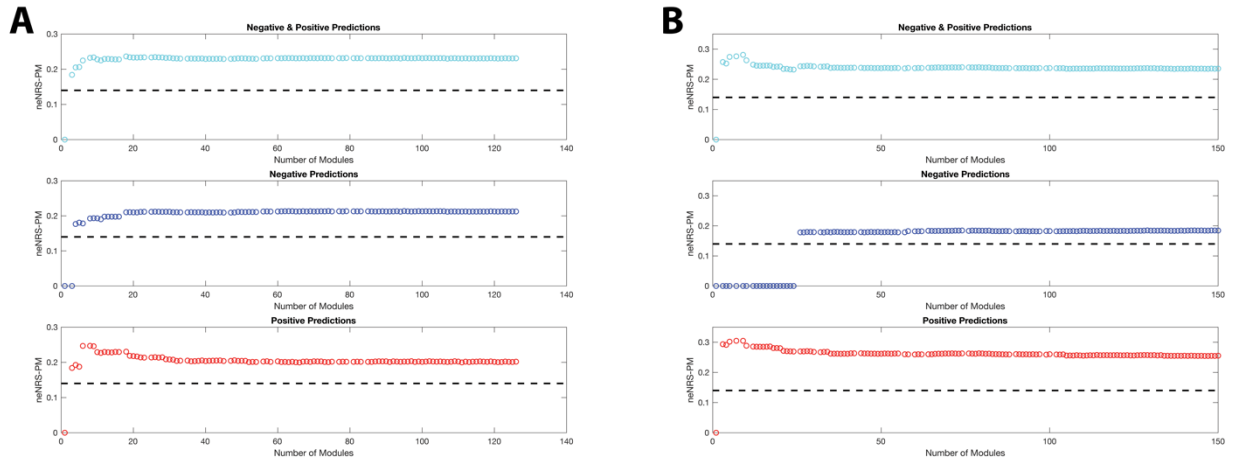 A
Negative & Positive Predictions
0.3
0.2
0.1
0
neNRS-PM
0 20 40 60 80 100 120 140
Number of Modules
Negative Predictions
0.3
0.2
0.1
0
neNRS-PM
0 20 40 60 80 100 120 140
Number of Modules
Positive Predictions
0.3
0.2
0.1
0
neNRS-PM
0 20 40 60 80 100 120 140
Number of Modules
B
Negative & Positive Predictions
0.3
0.2
0.1
0
neNRS-PM
0 50 100 150
Number of Modules
Negative Predictions
0.3
0.2
0.1
0
neNRS-PM
0 50 100 150
Number of Modules
Positive Predictions
0.3
0.2
0.1
0
neNRS-PM
0 50 100 150
Number of Modules